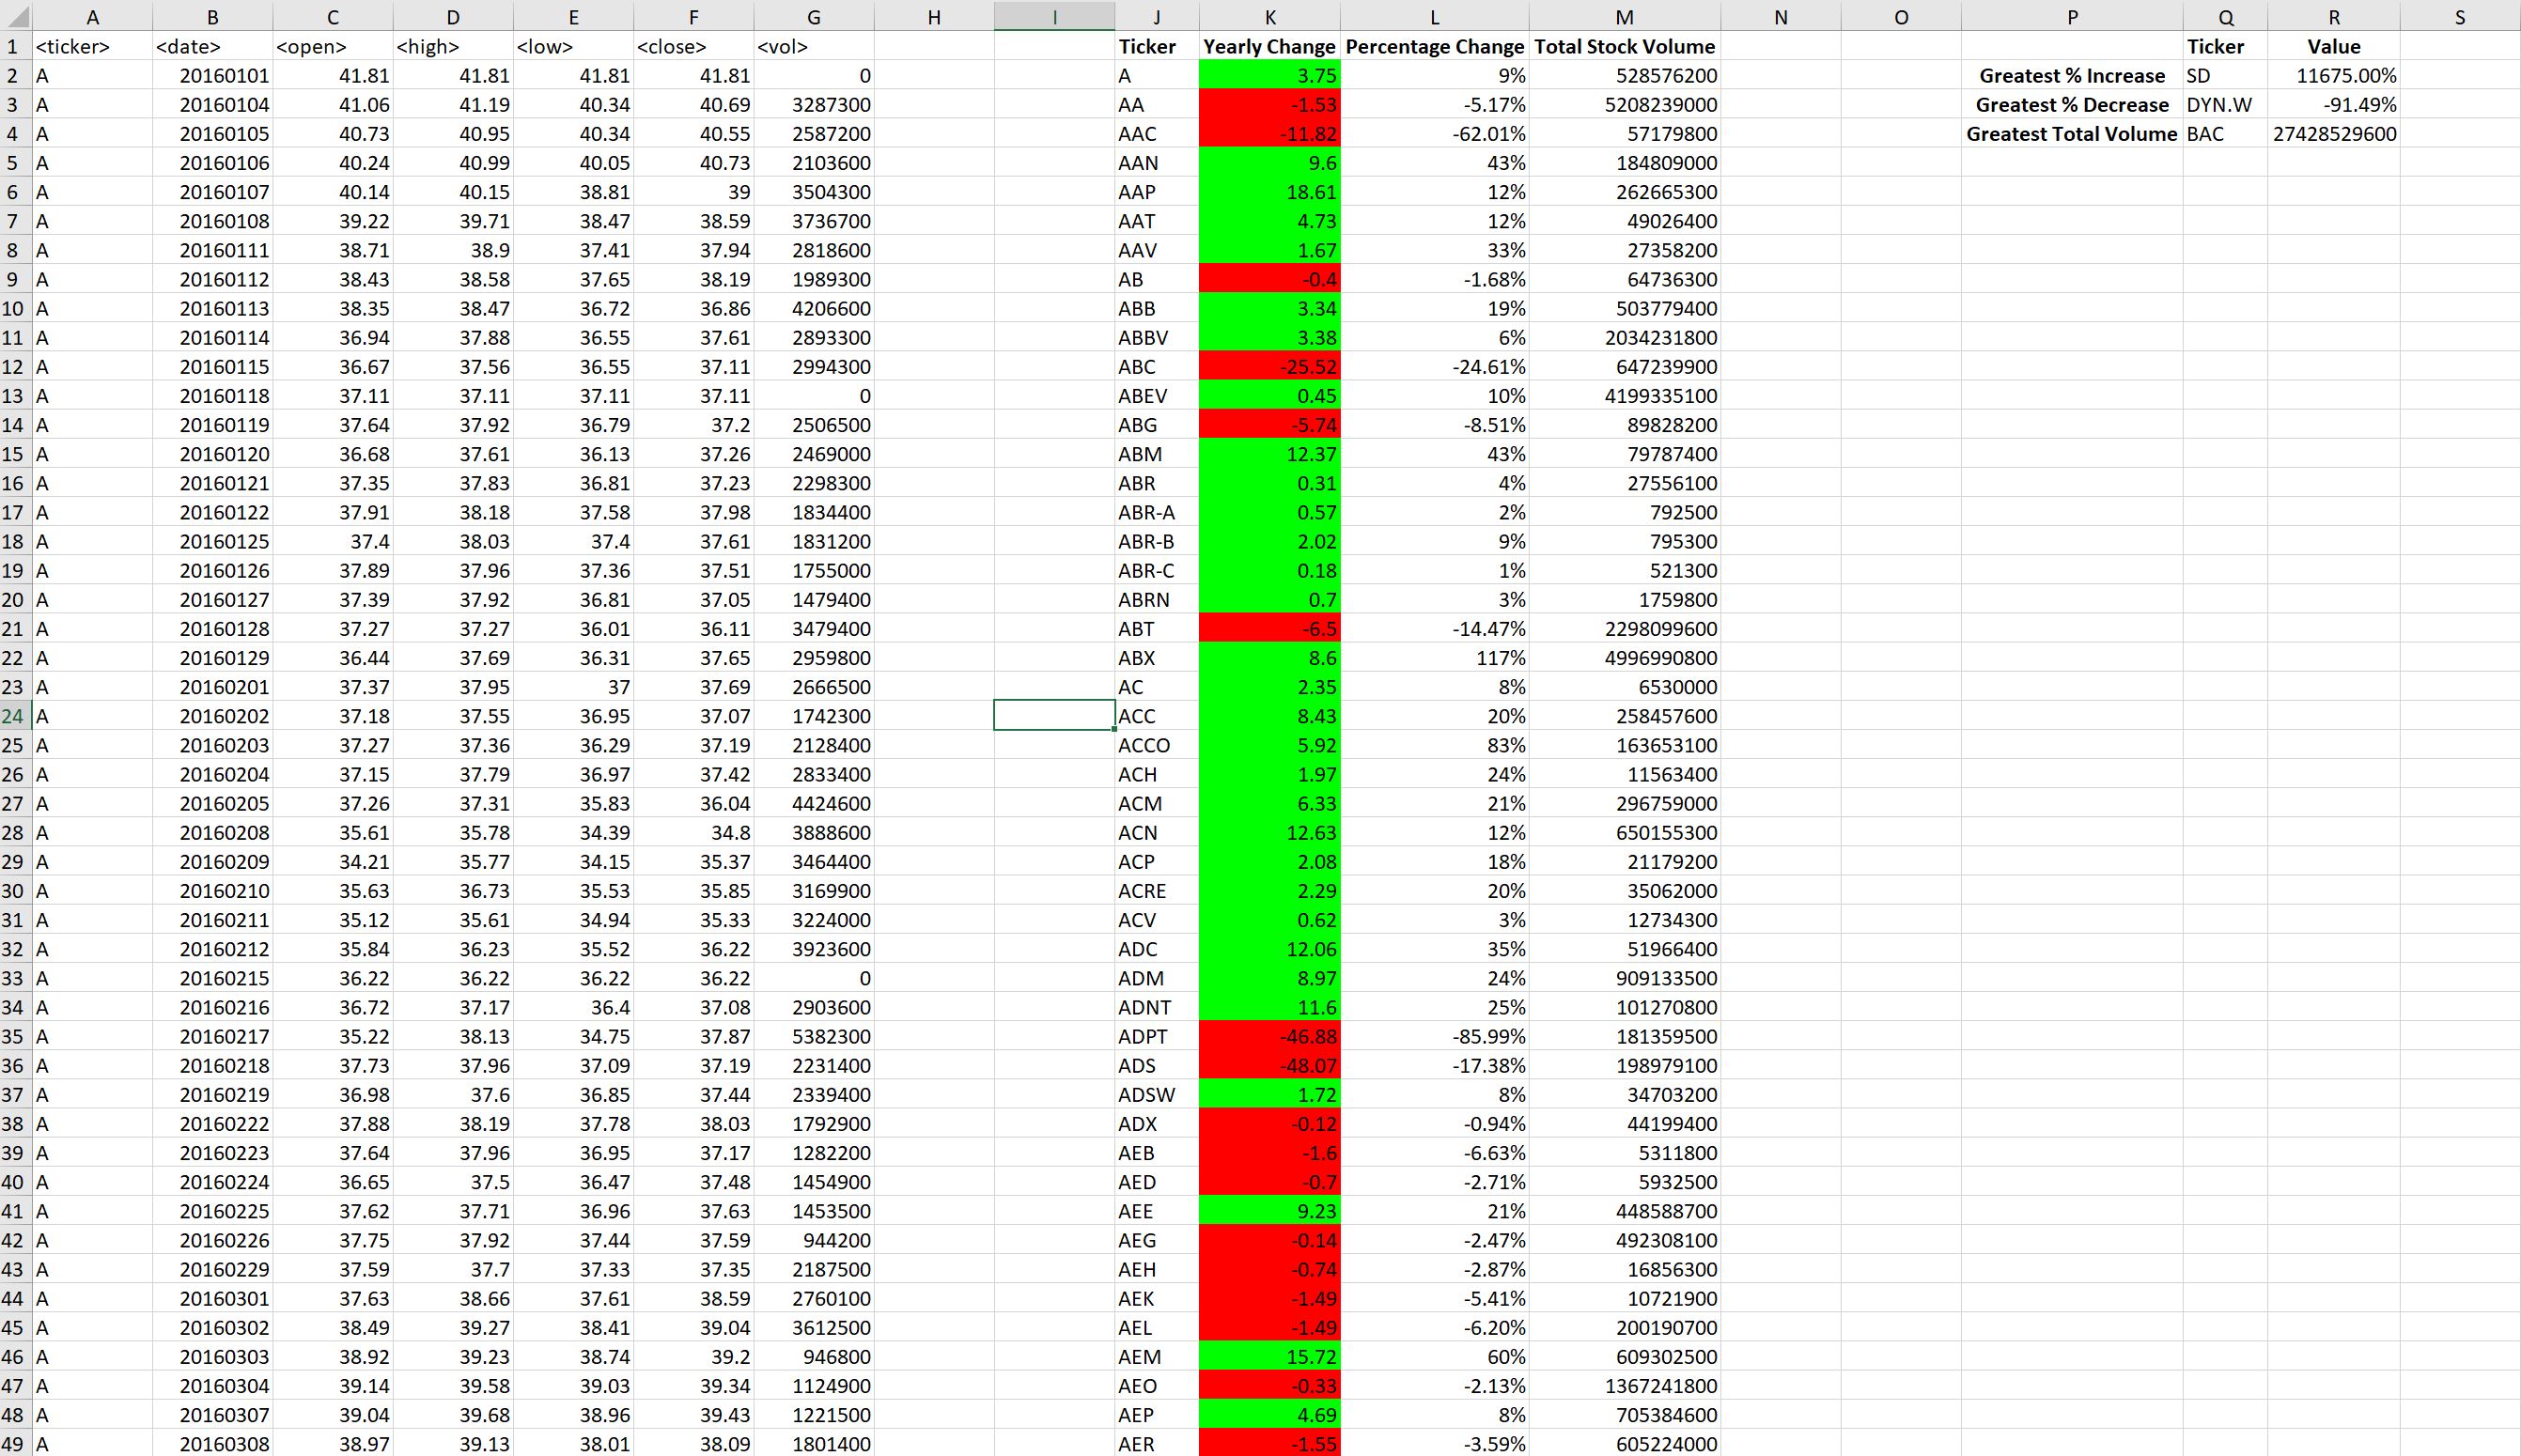 A B C D E F G H I J K L M N O P Q R S
1 <ticker> <date> <open> <high> <low> <close> <vol> Ticker Yearly Change Percentage Change Total Stock Volume Ticker Value
2 A 20160101 41.81 41.81 41.81 41.81 0 A 3.75 9% 528576200 Greatest % Increase SD 11675.00%
3 A 20160104 41.06 41.19 40.34 40.69 3287300 AA -1.53 -5.17% 5208239000 Greatest % Decrease DYN.W -91.49%
4 A 20160105 40.73 40.95 40.34 40.55 2587200 AAC -11.82 -62.01% 57179800 Greatest Total Volume BAC 27428529600
5 A 20160106 40.24 40.99 40.05 40.73 2103600 AAN 9.6 43% 184809000
6 A 20160107 40.14 40.15 38.81 39 3504300 AAP 18.61 12% 262665300
7 A 20160108 39.22 39.71 38.47 38.59 3736700 AAT 4.73 12% 49026400
8 A 20160111 38.71 38.9 37.41 37.94 2818600 AAV 1.67 33% 27358200
9 A 20160112 38.43 38.58 37.65 38.19 1989300 AB -0.4 -1.68% 64736300
10 A 20160113 38.35 38.47 36.72 36.86 4206600 ABB 3.34 19% 503779400
11 A 20160114 36.94 37.88 36.55 37.61 2893300 ABBV 3.38 6% 2034231800
12 A 20160115 36.67 37.56 36.55 37.11 2994300 ABC -25.52 -24.61% 647239900
13 A 20160118 37.11 37.11 37.11 37.11 0 ABEV 0.45 10% 4199335100
14 A 20160119 37.64 37.92 36.79 37.2 2506500 ABG -5.74 -8.51% 89828200
15 A 20160120 36.68 37.61 36.13 37.26 2469000 ABM 12.37 43% 79787400
16 A 20160121 37.35 37.83 36.81 37.23 2298300 ABR 0.31 4% 27556100
17 A 20160122 37.91 38.18 37.58 37.98 1834400 ABR-A 0.57 2% 792500
18 A 20160125 37.4 38.03 37.4 37.61 1831200 ABR-B 2.02 9% 795300
19 A 20160126 37.89 37.96 37.36 37.51 1755000 ABR-C 0.18 1% 521300
20 A 20160127 37.39 37.92 36.81 37.05 1479400 ABRN 0.7 3% 1759800
21 A 20160128 37.27 37.27 36.01 36.11 3479400 ABT -6.5 -14.47% 2298099600
22 A 20160129 36.44 37.69 36.31 37.65 2959800 ABX 8.6 117% 4996990800
23 A 20160201 37.37 37.95 37 37.69 2666500 AC 2.35 8% 6530000
24 A 20160202 37.18 37.55 36.95 37.07 1742300 ACC 8.43 20% 258457600
25 A 20160203 37.27 37.36 36.29 37.19 2128400 ACCO 5.92 83% 163653100
26 A 20160204 37.15 37.79 36.97 37.42 2833400 ACH 1.97 24% 11563400
27 A 20160205 37.26 37.31 35.83 36.04 4424600 ACM 6.33 21% 296759000
28 A 20160208 35.61 35.78 34.39 34.8 3888600 ACN 12.63 12% 650155300
29 A 20160209 34.21 35.77 34.15 35.37 3464400 ACP 2.08 18% 21179200
30 A 20160210 35.63 36.73 35.53 35.85 3169900 ACRE 2.29 20% 35062000
31 A 20160211 35.12 35.61 34.94 35.33 3224000 ACV 0.62 3% 12734300
32 A 20160212 35.84 36.23 35.52 36.22 3923600 ADC 12.06 35% 51966400
33 A 20160215 36.22 36.22 36.22 36.22 0 ADM 8.97 24% 909133500
34 A 20160216 36.72 37.17 36.4 37.08 2903600 ADNT 11.6 25% 101270800
35 A 20160217 35.22 38.13 34.75 37.87 5382300 ADPT -46.88 -85.99% 181359500
36 A 20160218 37.73 37.96 37.09 37.19 2231400 ADS -48.07 -17.38% 198979100
37 A 20160219 36.98 37.6 36.85 37.44 2339400 ADSW 1.72 8% 34703200
38 A 20160222 37.88 38.19 37.78 38.03 1792900 ADX -0.12 -0.94% 44199400
39 A 20160223 37.64 37.96 36.95 37.17 1282200 AEB -1.6 -6.63% 5311800
40 A 20160224 36.65 37.5 36.47 37.48 1454900 AED -0.7 -2.71% 5932500
41 A 20160225 37.62 37.71 36.96 37.63 1453500 AEE 9.23 21% 448588700
42 A 20160226 37.75 37.92 37.44 37.59 944200 AEG -0.14 -2.47% 492308100
43 A 20160229 37.59 37.7 37.33 37.35 2187500 AEH -0.74 -2.87% 16856300
44 A 20160301 37.63 38.66 37.61 38.59 2760100 AEK -1.49 -5.41% 10721900
45 A 20160302 38.49 39.27 38.41 39.04 3612500 AEL -1.49 -6.20% 200190700
46 A 20160303 38.92 39.23 38.74 39.2 946800 AEM 15.72 60% 609302500
47 A 20160304 39.14 39.58 39.03 39.34 1124900 AEO -0.33 -2.13% 1367241800
48 A 20160307 39.04 39.68 38.96 39.43 1221500 AEP 4.69 8% 705384600
49 A 20160308 38.97 39.13 38.01 38.09 1801400 AER -1.55 -3.59% 605224000